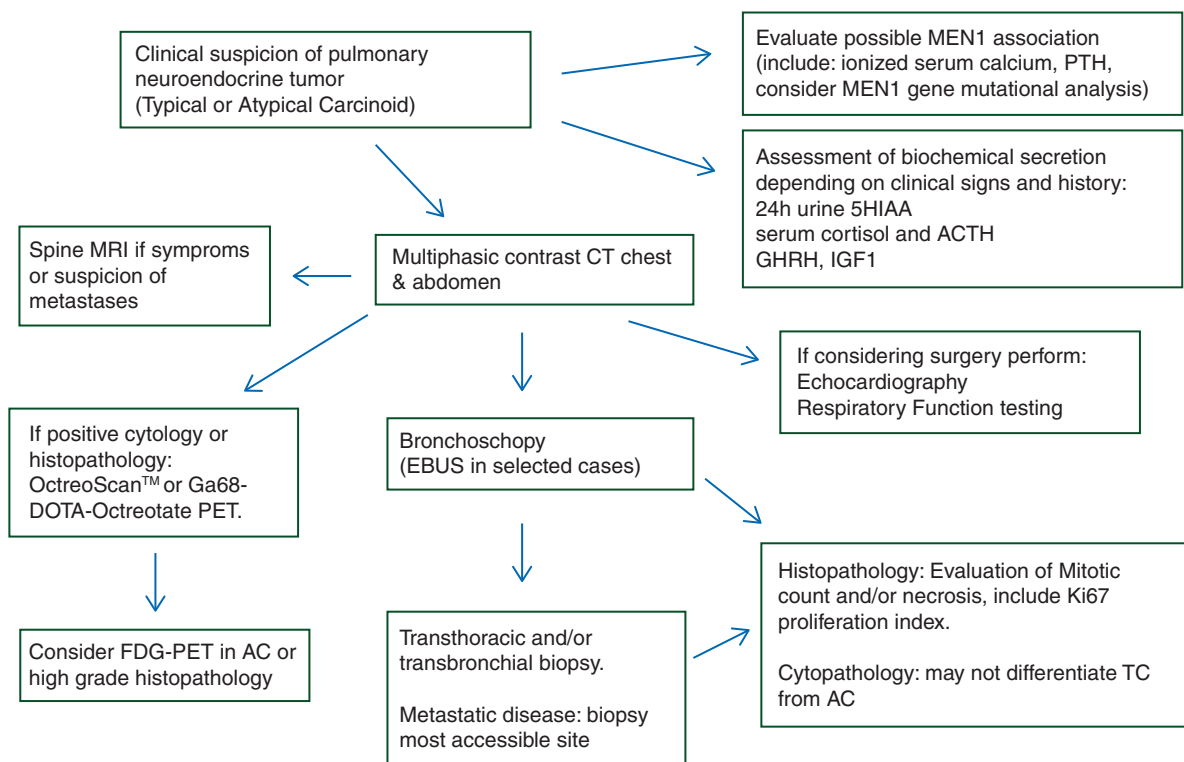 Clinical suspicion of pulmonary
neuroendocrine tumor
(Typical or Atypical Carcinoid)
Evaluate possible MEN1 association
(include: ionized serum calcium, PTH,
consider MEN1 gene mutational analysis)
Assessment of biochemical secretion
depending on clinical signs and history:
24h urine 5HIAA
serum cortisol and ACTH
GHRH, IGF1
Spine MRI if symproms
or suspicion of
metastases
Multiphasic contrast CT chest
& abdomen
If considering surgery perform:
Echocardiography
Respiratory Function testing
If positive cytology or
histopathology:
OctreoScan™ or Ga68-
DOTA-Octreotate PET.
Bronchoschopy
(EBUS in selected cases)
Histopathology: Evaluation of Mitotic
count and/or necrosis, include Ki67
proliferation index.
Cytopathology: may not differentiate TC
from AC
Consider FDG-PET in AC or
high grade histopathology
Transthoracic and/or
transbronchial biopsy.
Metastatic disease: biopsy
most accessible site